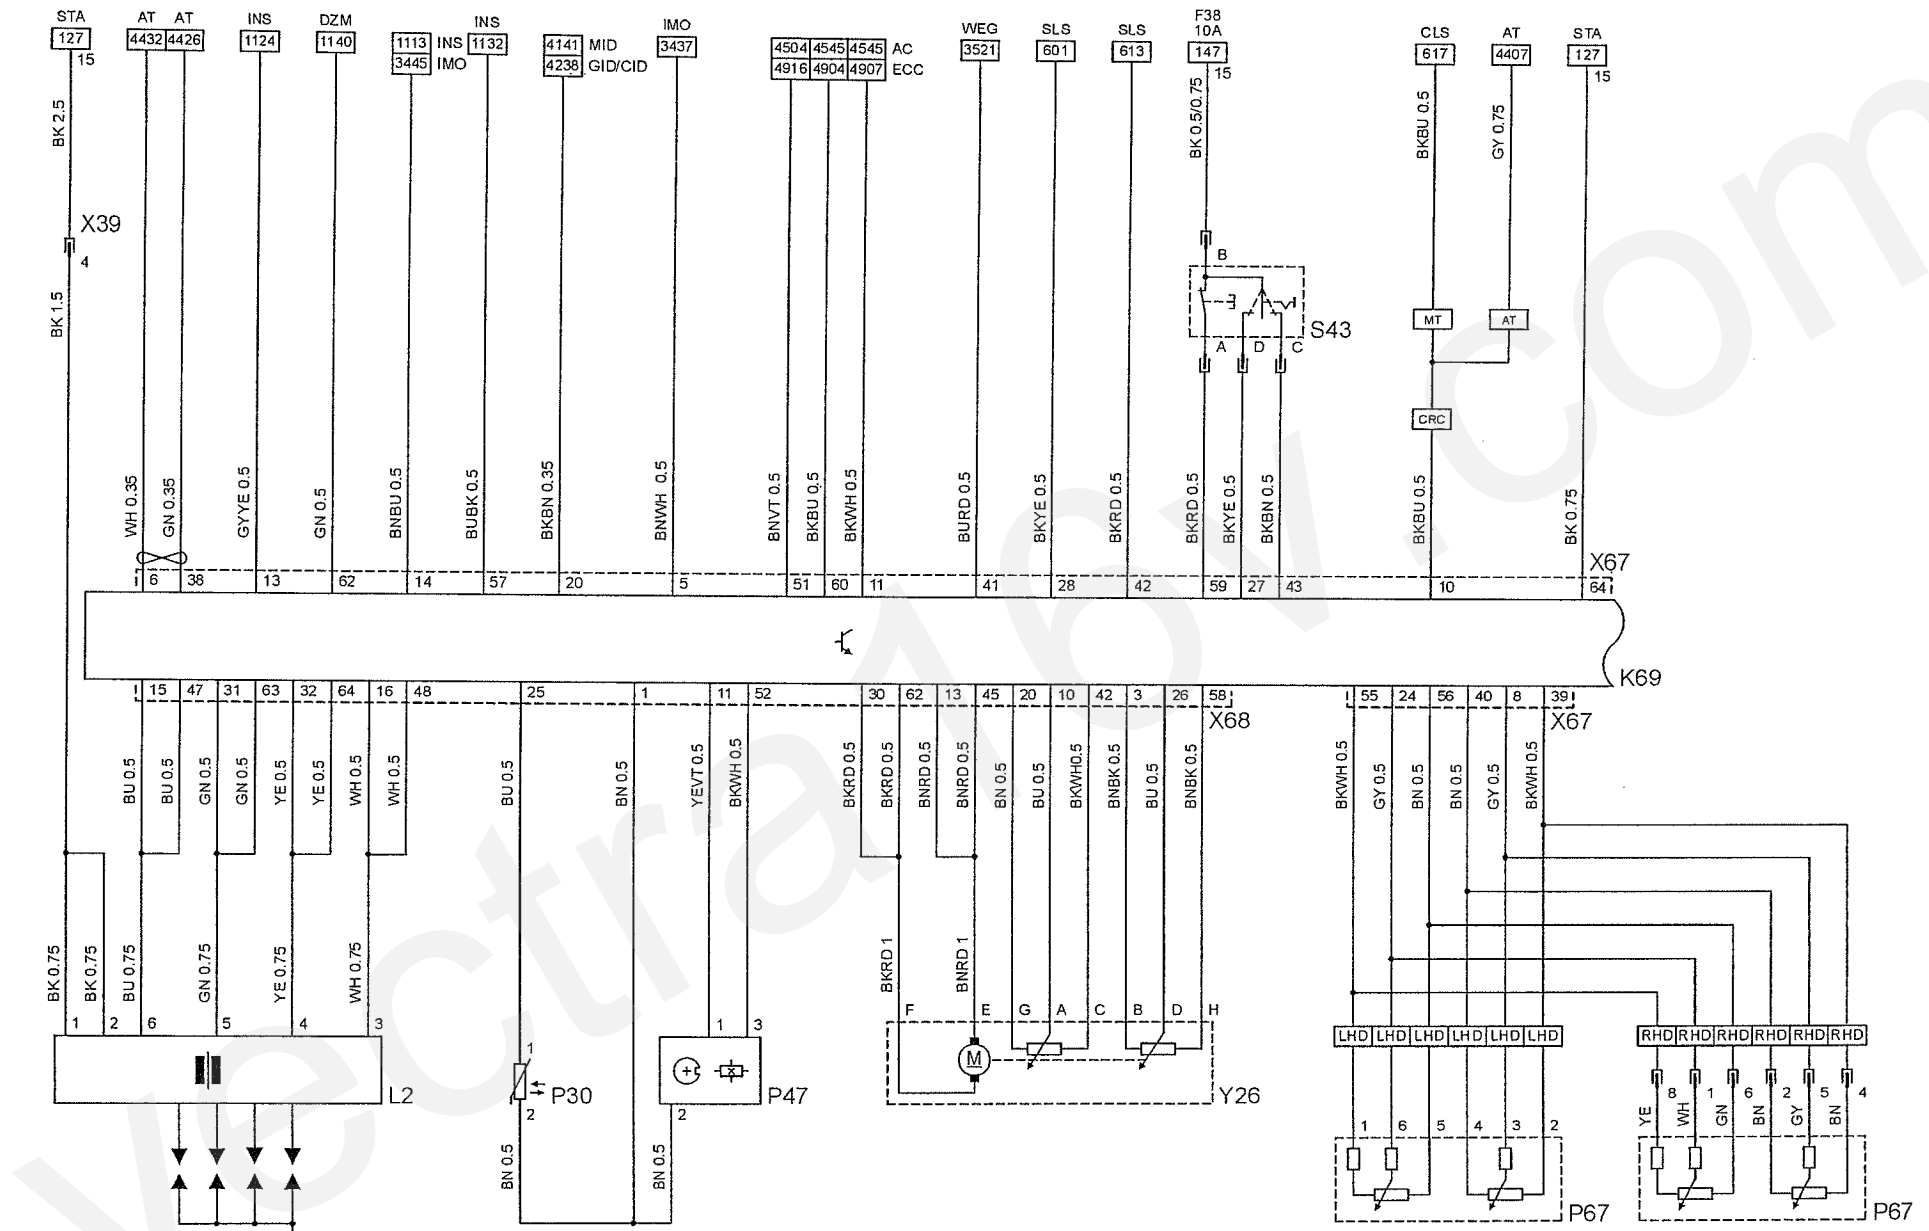 STA AT AT INS DZM INS IMO WEG SLS SLS F38 CLS AT STA
10A
127 4432 4426 1124 1140 1113 INS 1132 4141 MID 3437 4504 4545 4545 AC 3521 601 613 147 617 4407 127
3445 IMO 4238 GID/CID 4916 4904 4907 ECC
15 15 15
BK 2.5 BK 0.5/0.75 BKBU 0.5 GY 0.75
X39
4
B
BK 1.5
S43
MT AT
A D C
CRC
WH 0.35 GN 0.35 GYYE 0.5 GN 0.5 BNBU 0.5 BUBK 0.5 BKBN 0.35 BNWH 0.5 BNVT 0.5 BKBU 0.5 BKWH 0.5 BURD 0.5 BKYE 0.5 BKRD 0.5 BKRD 0.5 BKYE 0.5 BKBN 0.5 BKBU 0.5 BK 0.75
X67
6 38 13 62 14 57 20 5 51 60 11 41 28 42 59 27 43 10 64
K69
15 47 31 63 32 64 16 48 25 1 11 52 30 62 13 45 20 10 42 3 26 58 55 24 56 40 8 39
X68 X67
BU 0.5 BU 0.5 GN 0.5 GN 0.5 YE 0.5 YE 0.5 WH 0.5 WH 0.5 BU 0.5 BN 0.5 YEVT 0.5 BKWH 0.5 BKRD 0.5 BKRD 0.5 BNRD 0.5 BNRD 0.5 BN 0.5 BU 0.5 BKWH0.5 BNBK 0.5 BU 0.5 BNBK 0.5 BKWH 0.5 GY 0.5 BN 0.5 BN 0.5 GY 0.5 BKWH 0.5
BK 0.75 BK 0.75 BU 0.75 GN 0.75 YE 0.75 WH 0.75 BKRD 1 BNRD 1
F E G A C B D H
1 2 6 5 4 3 1 3
LHD LHD LHD LHD LHD LHD RHD RHD RHD RHD RHD RHD
1
M
L2 P30 P47 Y26
2 2
8 1 6 2 5 4
YE WH GN BN GY BN
1 6 5 4 3 2
BN 0.5 BN 0.5
P67 P67
vectra16v.com